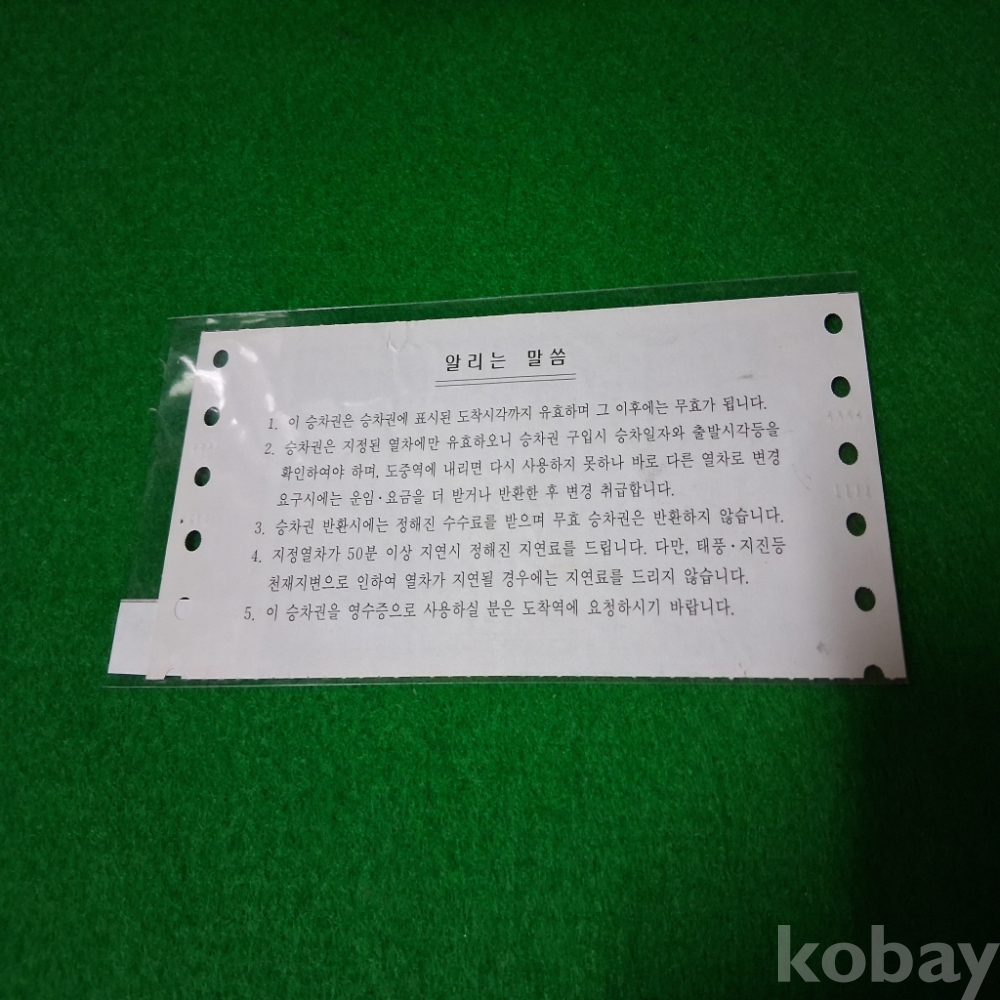 알리는 말씀
1. 이 승차권은 승차권에 표시된 도착시각까지 유효하며 그 이후에는 무효가 됩니다.
2. 승차권은 지정된 열차에만 유효하오니 승차권 구입시 승차일자와 출발시각등을
확인하여야 하며, 도중역에 내리면 다시 사용하지 못하나 바로 다른 열차로 변경
요구시에는 운임·요금을 더 받거나 반환한 후 변경 취급합니다.
3. 승차권 반환시에는 정해진 수수료를 받으며 무효 승차권은 반환하지 않습니다.
4. 지정열차가 50분 이상 지연시 정해진 지연료를 드립니다. 다만, 태풍·지진등
천재지변으로 인하여 열차가 지연될 경우에는 지연료를 드리지 않습니다.
5. 이 승차권을 영수증으로 사용하실 분은 도착역에 요청하시기 바랍니다.
kobay